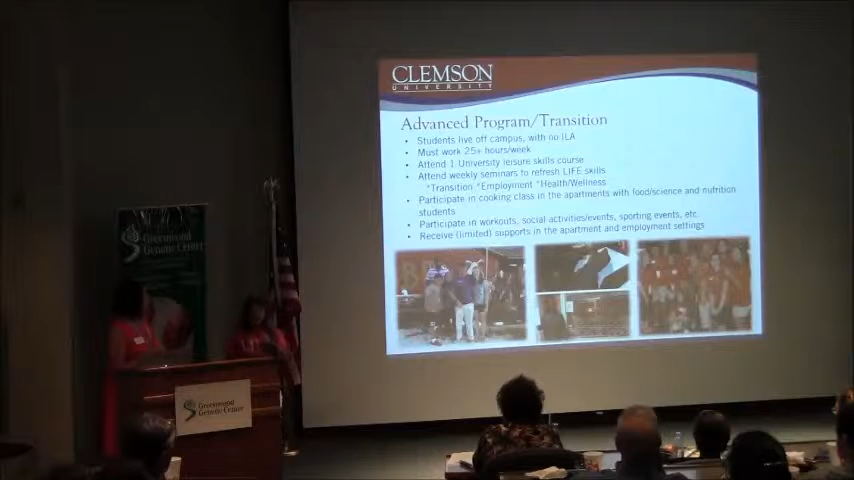 CLEMSON
UNIVERSITY
Advanced Program/Transition
• Students live off campus, with no ILA
• Must work 25+ hours/week
• Attend 1 University leisure skills course
• Attend weekly seminars to refresh LIFE skills
*Transition *Employment *Health/Wellness
• Participate in cooking class in the apartments with food/science and nutrition
students
• Participate in workouts, social activities/events, sporting events, etc.
• Receive (limited) supports in the apartment and employment settings
Greenwood
Genetic Center
Greenwood
Genetic Center